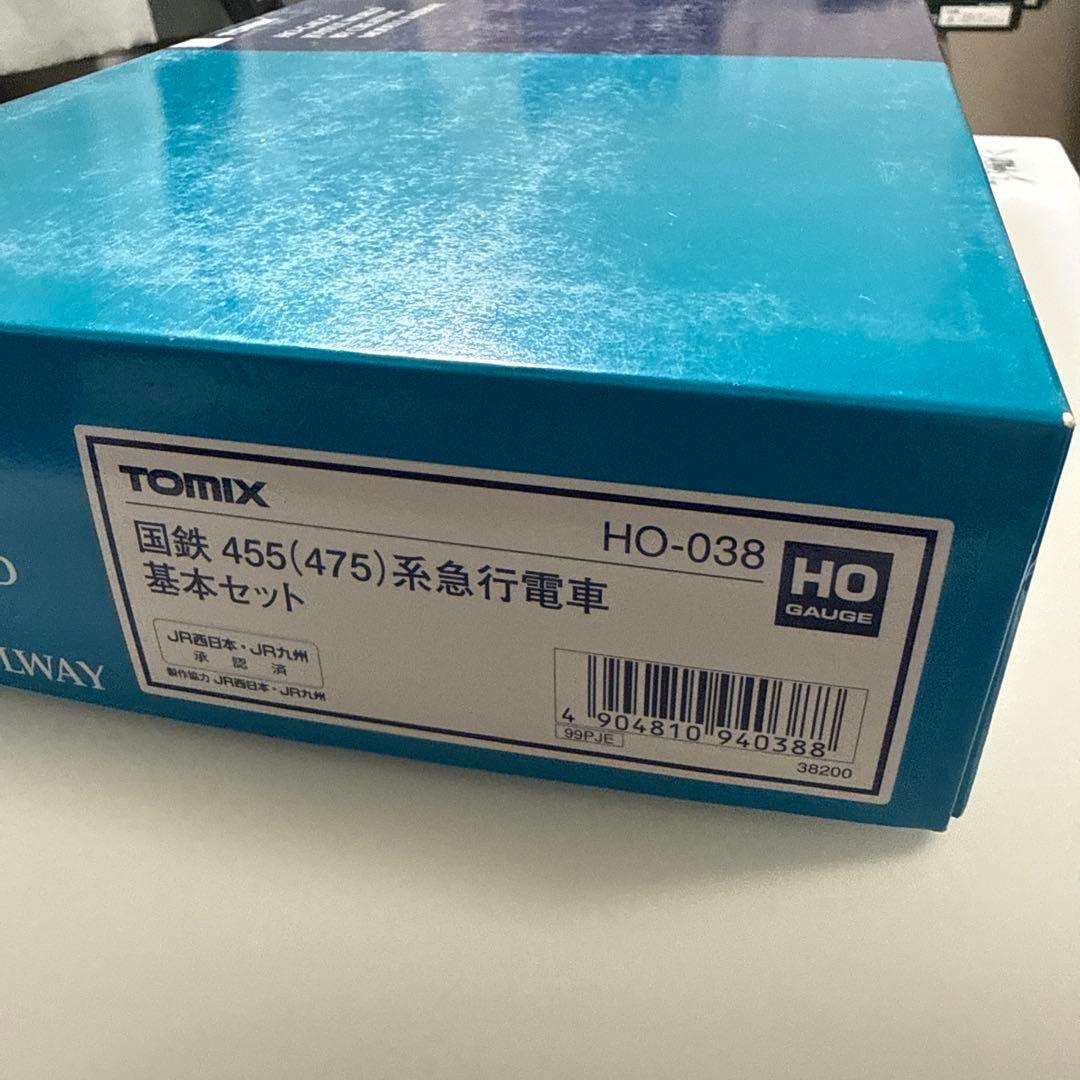 TOMIX
国鉄 455(475)系急行電車
基本セット
HO-038
HO
GAUGE
JR西日本・JR九州
承認済
製作協力 JR西日本・JR九州
4 904810 940388
99PJE
38200
LWAY